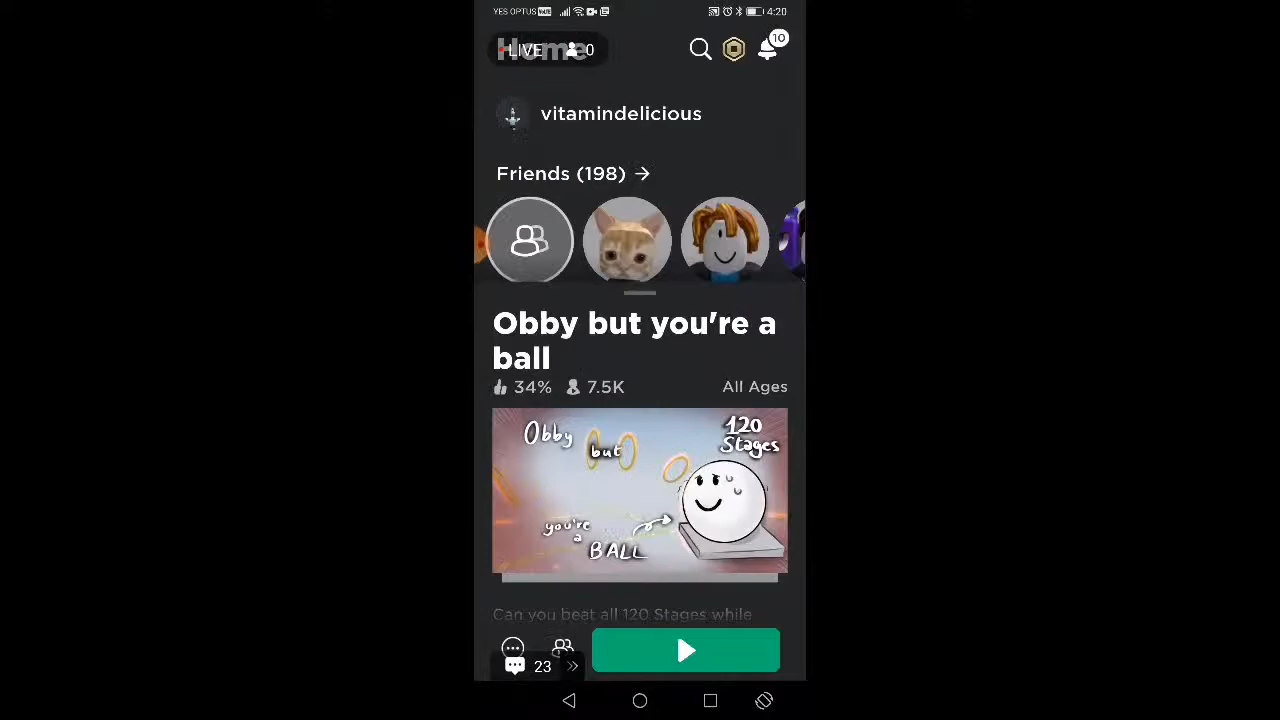 YES OPTUS VoLTE 4:20
Home
LIVE 0
10
vitamindelicious
Friends (198) →
Obby but you're a
ball
34% 7.5K All Ages
Obby but 120
Stages
you're
a
BALL
Can you beat all 120 Stages while
23 »